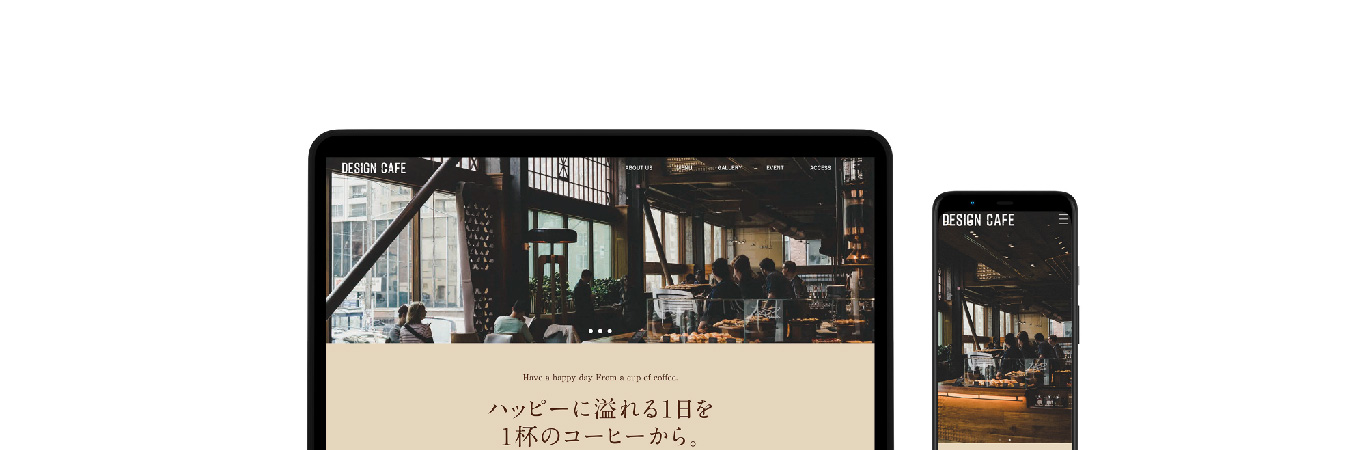 DESIGN CAFE
ABOUT US MENU GALLERY EVENT ACCESS
Have a happy day From a cup of coffee.
ハッピーに溢れる1日を
1杯のコーヒーから。
DESIGN CAFE